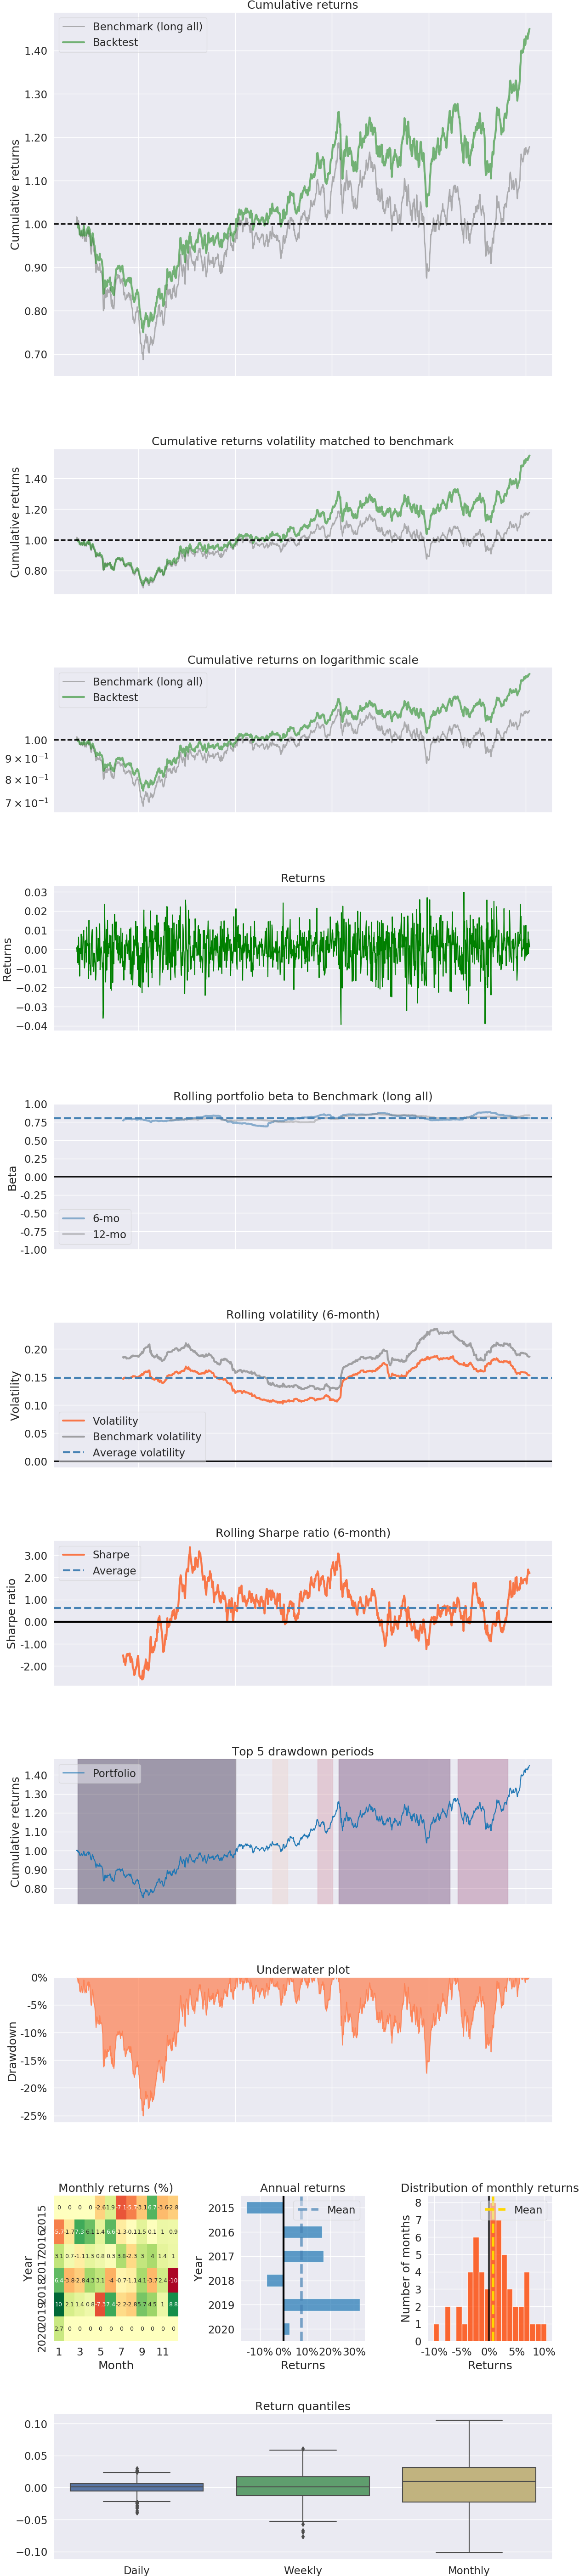 Cumulative returns
Benchmark (long all)
Backtest
Cumulative returns
1.40
1.30
1.20
1.10
1.00
0.90
0.80
0.70
Cumulative returns volatility matched to benchmark
Cumulative returns
1.40
1.20
1.00
0.80
Cumulative returns on logarithmic scale
Benchmark (long all)
Backtest
1.00
9 × 10⁻¹
8 × 10⁻¹
7 × 10⁻¹
Returns
Returns
0.03
0.02
0.01
0.00
−0.01
−0.02
−0.03
−0.04
Rolling portfolio beta to Benchmark (long all)
Beta
1.00
0.75
0.50
0.25
0.00
-0.25
-0.50
-0.75
-1.00
6-mo
12-mo
Rolling volatility (6-month)
Volatility
0.20
0.15
0.10
0.05
0.00
Volatility
Benchmark volatility
Average volatility
Rolling Sharpe ratio (6-month)
Sharpe
Average
Sharpe ratio
3.00
2.00
1.00
0.00
-1.00
-2.00
Top 5 drawdown periods
Portfolio
Cumulative returns
1.40
1.30
1.20
1.10
1.00
0.90
0.80
Underwater plot
Drawdown
0%
-5%
-10%
-15%
-20%
-25%
Monthly returns (%)
Year
2015
2016
2017
2018
2019
2020
1 3 5 7 9 11
Month
Annual returns
Mean
Year
2015
2016
2017
2018
2019
2020
-10% 0% 10% 20% 30%
Returns
Distribution of monthly returns
Mean
Number of months
8
7
6
5
4
3
2
1
0
-10% -5% 0% 5% 10%
Returns
Return quantiles
0.10
0.05
0.00
−0.05
−0.10
Daily Weekly Monthly